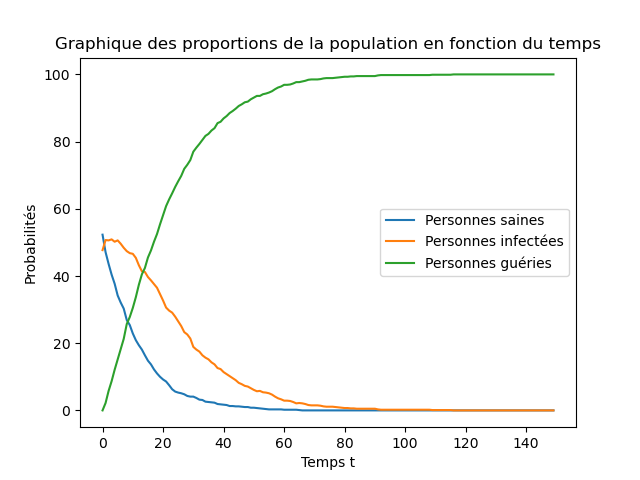 Graphique des proportions de la population en fonction du temps
Probabilités
100
80
60
40
20
0
Personnes saines
Personnes infectées
Personnes guéries
0 20 40 60 80 100 120 140
Temps t